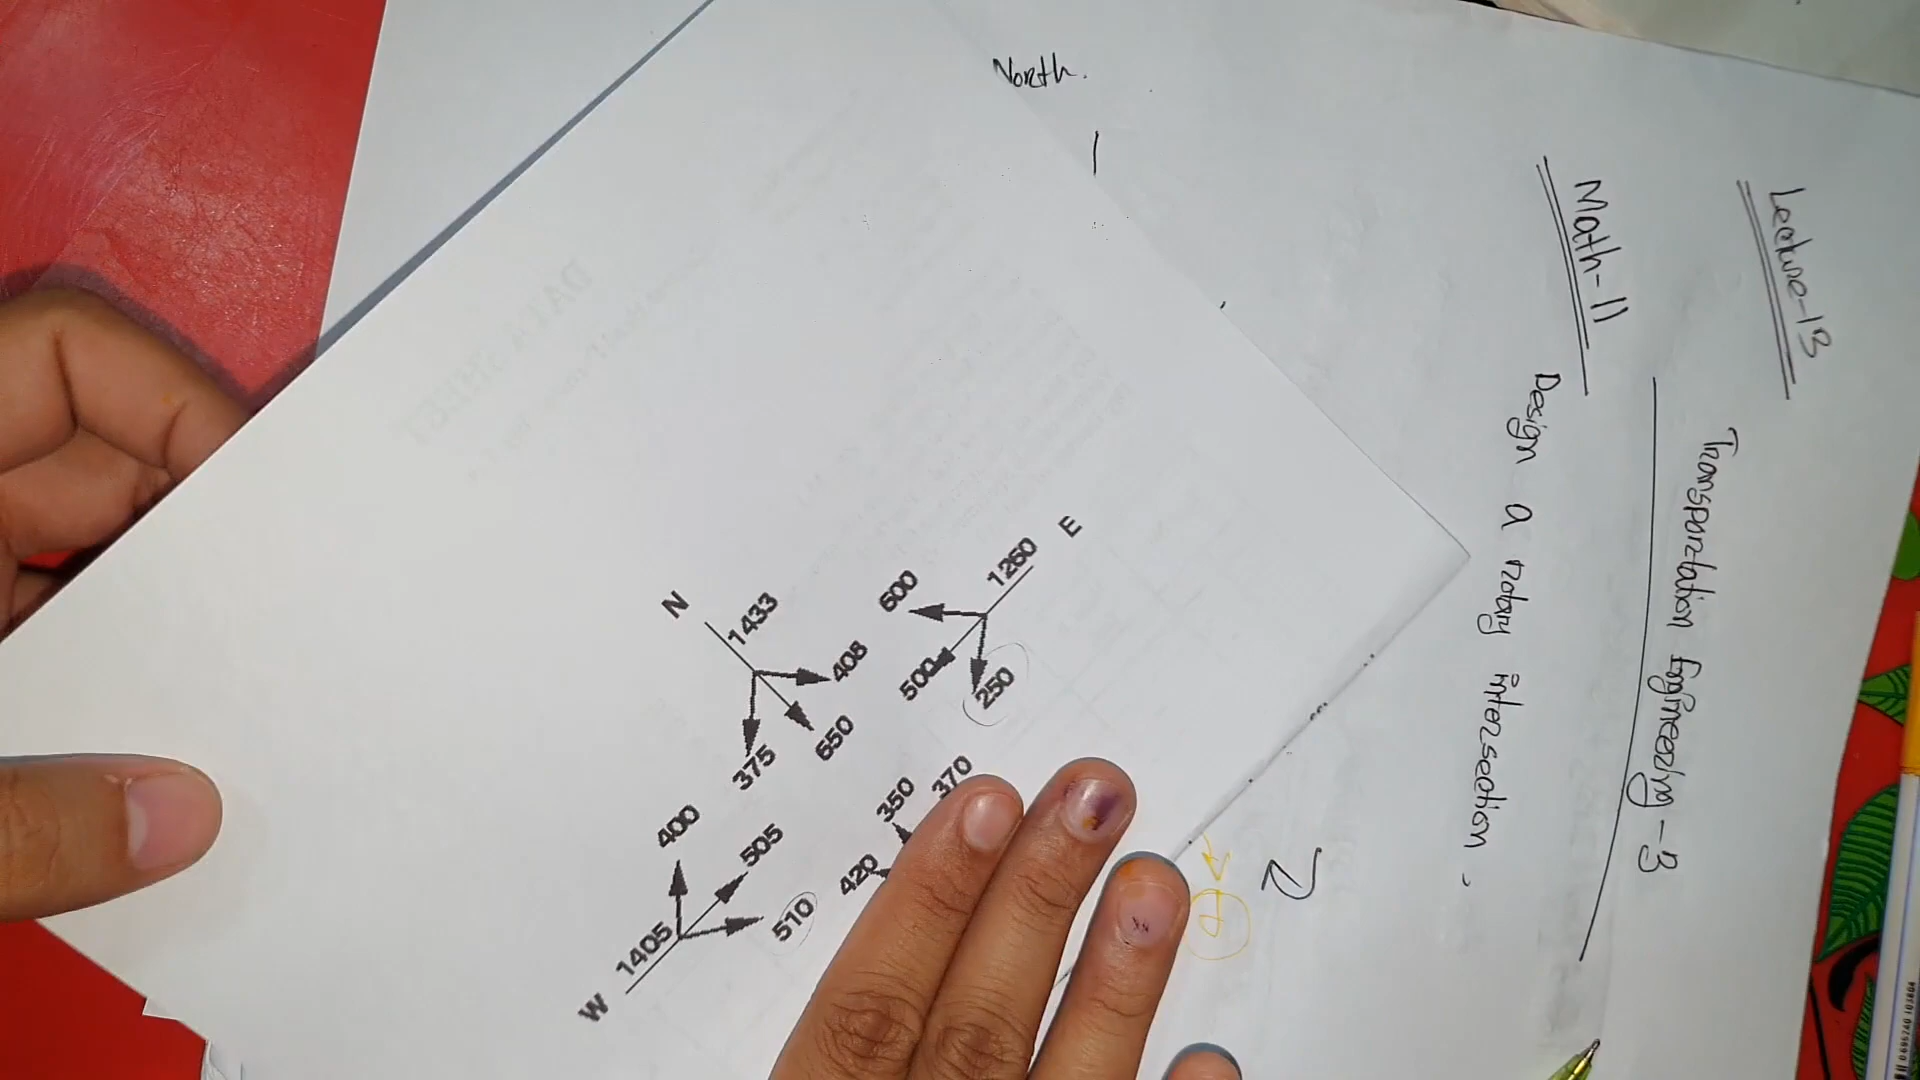 Lecture-13
Transportation Engineering-3
Math-11
Design a rotary intersection.
North.
N
1433
408
650
375
E
1260
600
500
250
400
505
510
1405
W
350
370
420